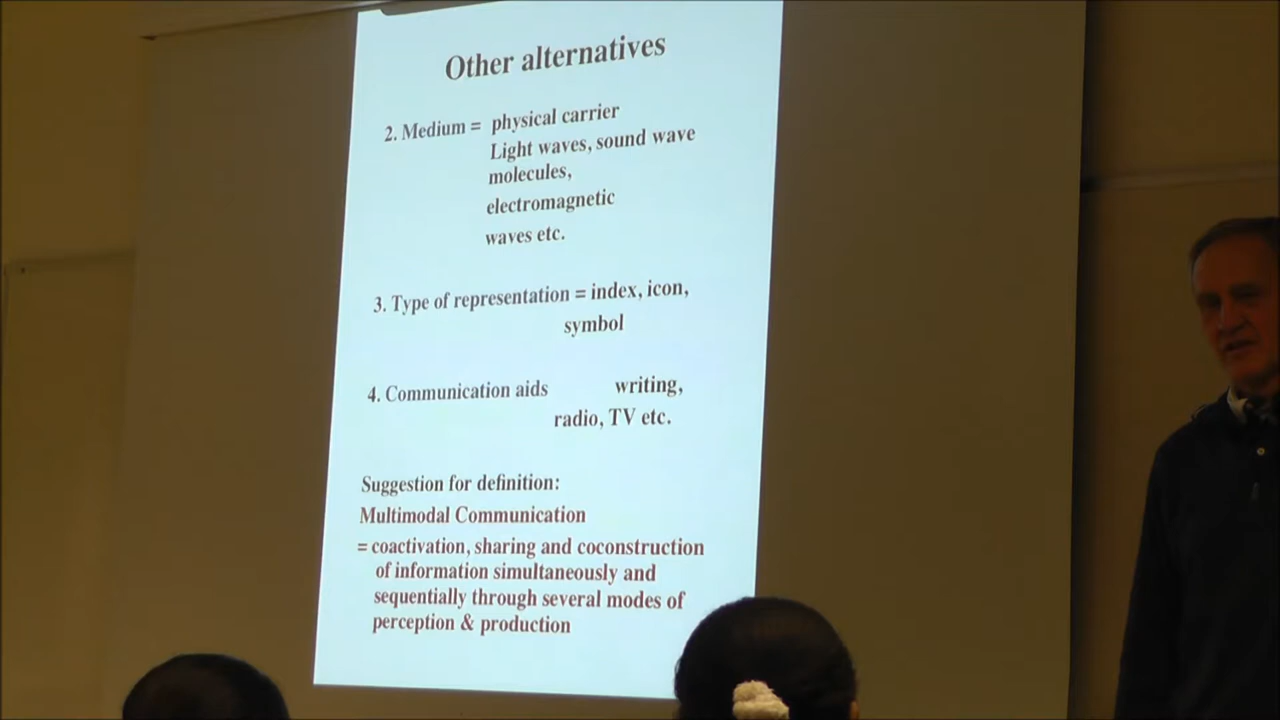 Other alternatives
2. Medium = physical carrier
Light waves, sound wave
molecules,
electromagnetic
waves etc.
3. Type of representation = index, icon,
symbol
4. Communication aids writing,
radio, TV etc.
Suggestion for definition:
Multimodal Communication
= coactivation, sharing and coconstruction
of information simultaneously and
sequentially through several modes of
perception & production